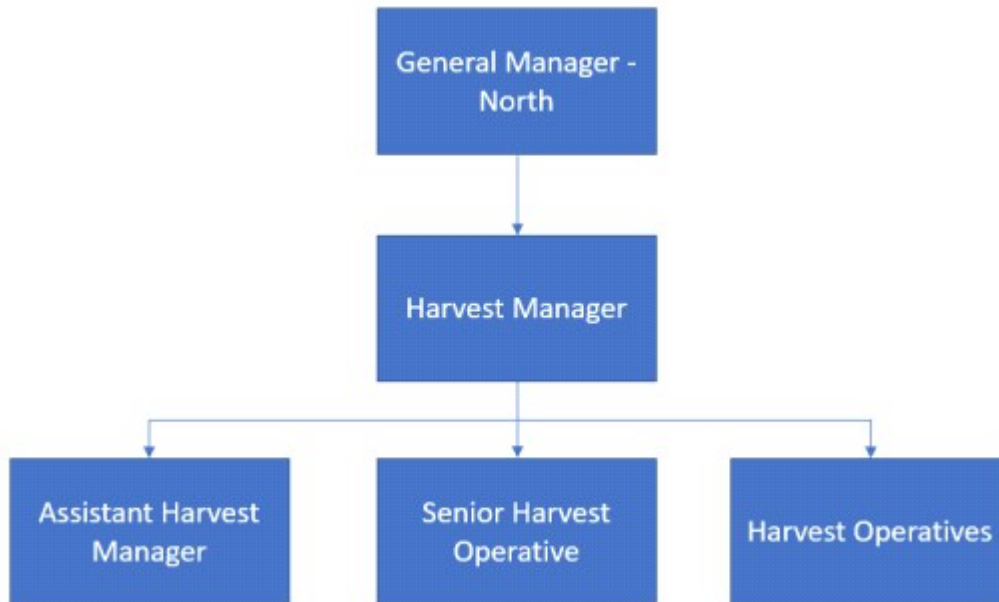 General Manager -
North
Harvest Manager
Assistant Harvest
Manager
Senior Harvest
Operative
Harvest Operatives